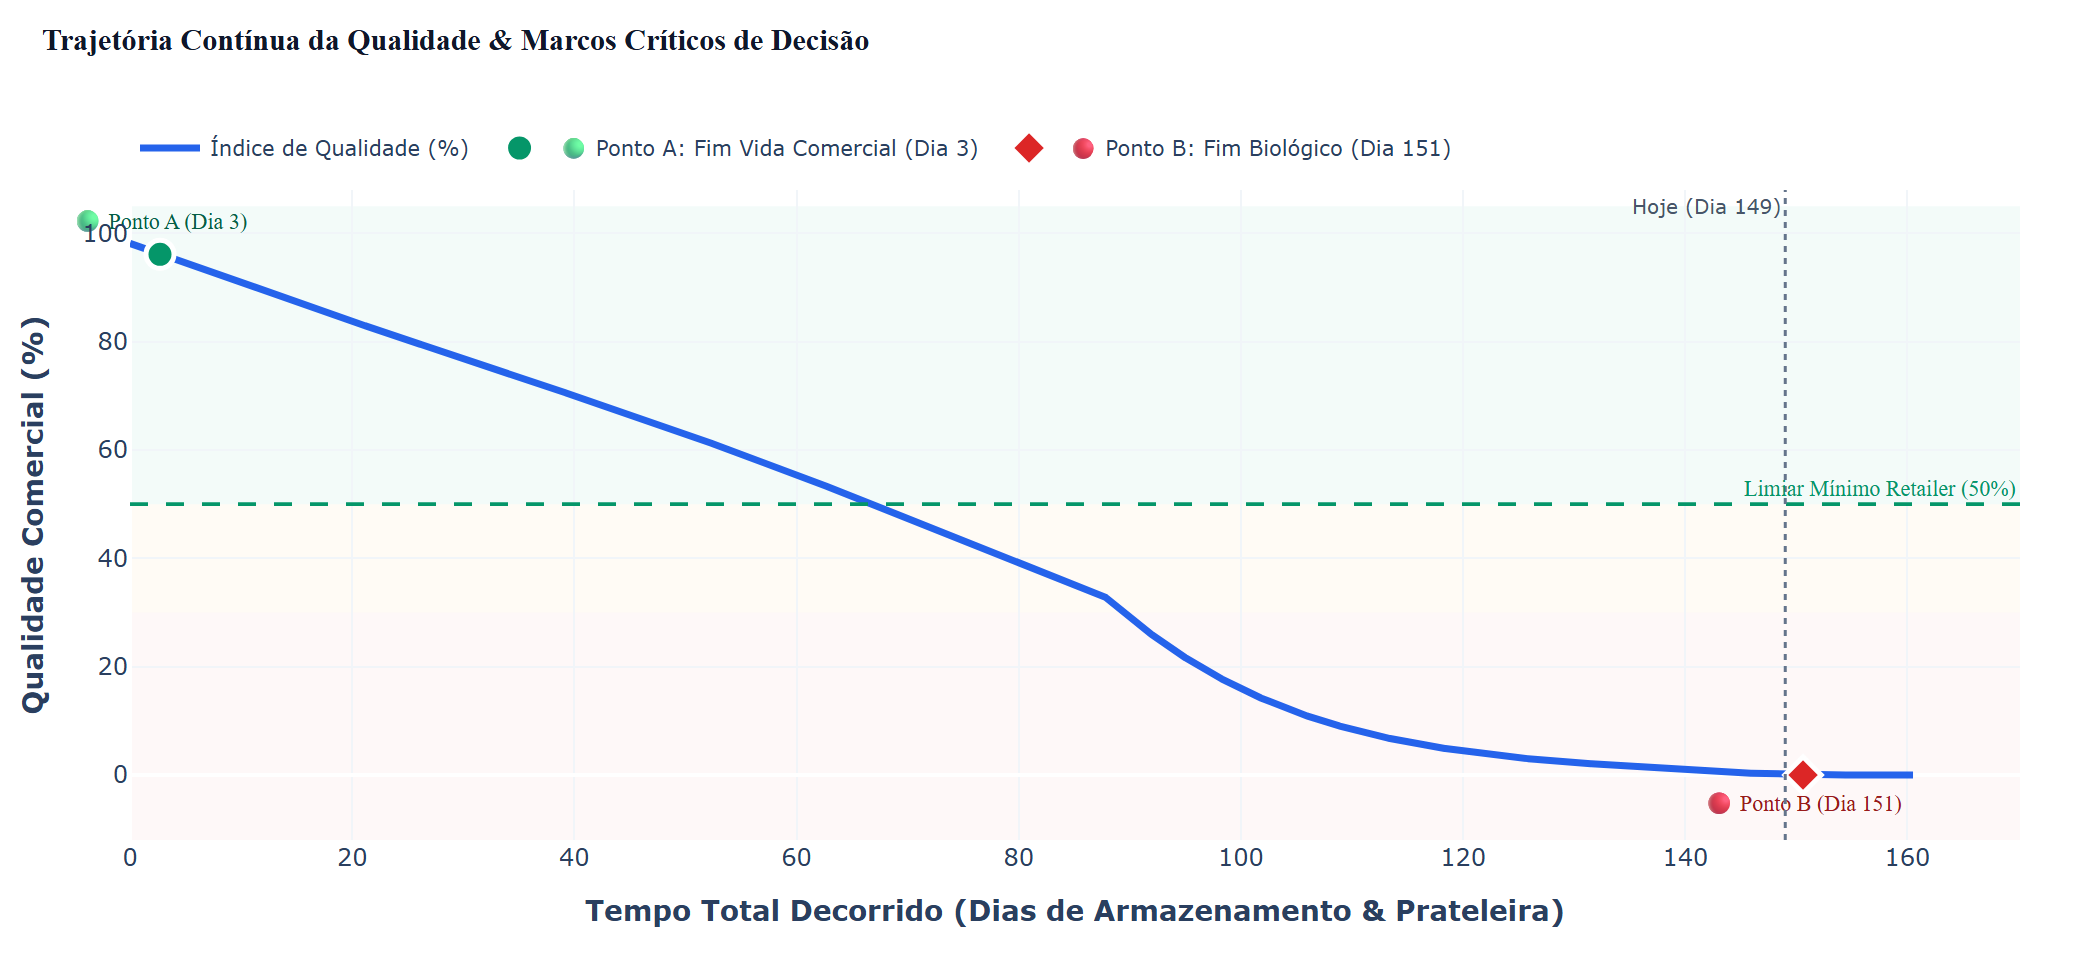 Trajetória Contínua da Qualidade & Marcos Críticos de Decisão
Índice de Qualidade (%)
Ponto A: Fim Vida Comercial (Dia 3)
Ponto B: Fim Biológico (Dia 151)
Ponto A (Dia 3)
Hoje (Dia 149)
Limiar Mínimo Retailer (50%)
Ponto B (Dia 151)
Qualidade Comercial (%)
100
80
60
40
20
0
0 20 40 60 80 100 120 140 160
Tempo Total Decorrido (Dias de Armazenamento & Prateleira)